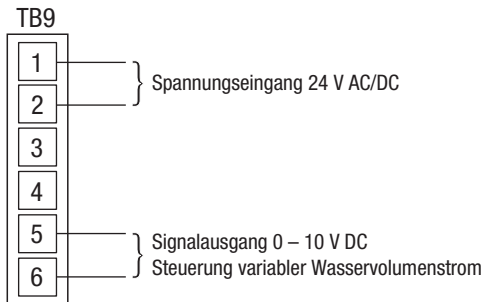 TB9
1
2
3
4
5
6
Spannungseingang 24 V AC/DC
Signalausgang 0 – 10 V DC
Steuerung variabler Wasservolumenstrom